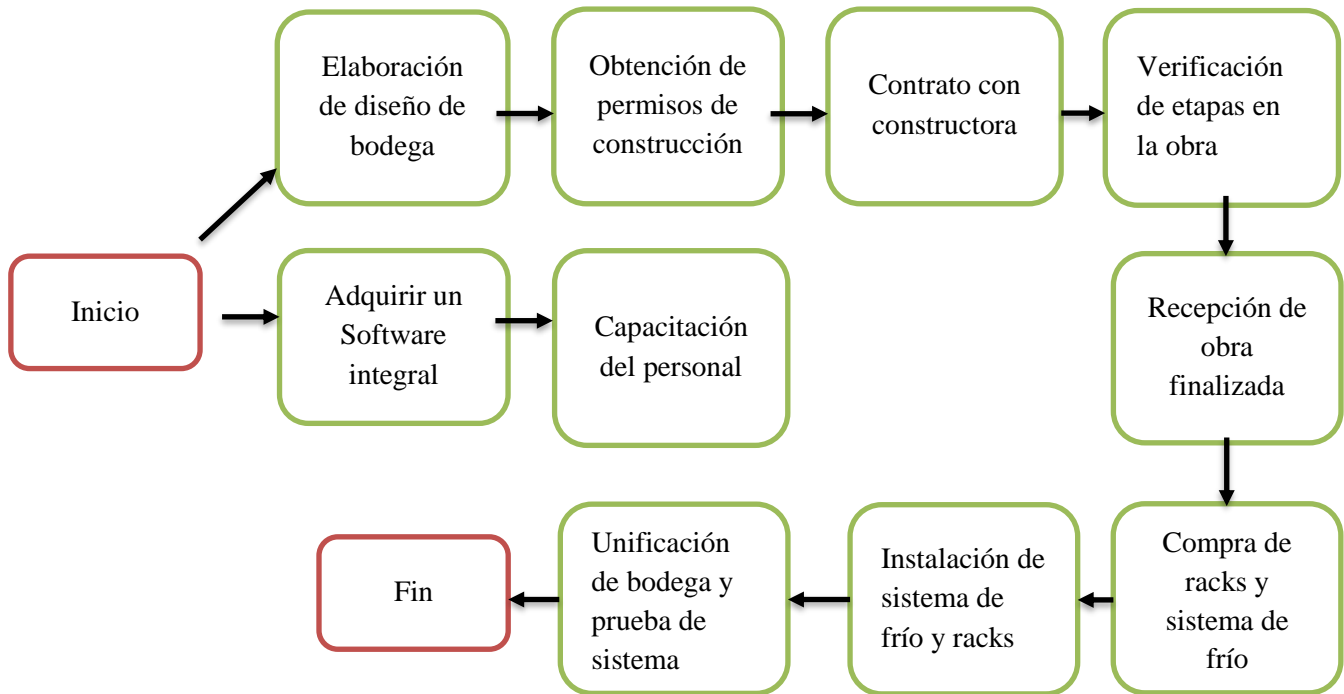 Elaboración
de diseño de
bodega
Obtención de
permisos de
construcción
Contrato con
constructora
Verificación
de etapas en
la obra
Inicio
Adquirir un
Software
integral
Capacitación
del personal
Recepción de
obra
finalizada
Fin
Unificación
de bodega y
prueba de
sistema
Instalación de
sistema de
frío y racks
Compra de
racks y
sistema de
frío